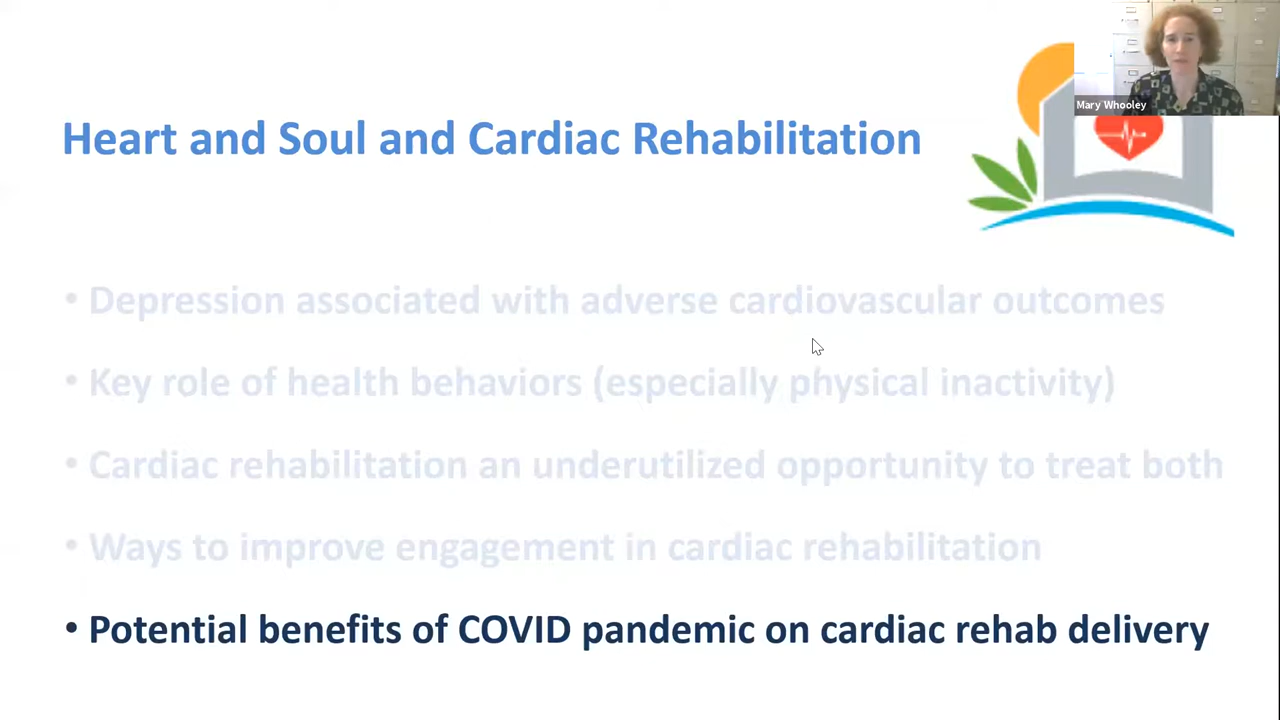 Mary Whooley
Heart and Soul and Cardiac Rehabilitation
• Depression associated with adverse cardiovascular outcomes
• Key role of health behaviors (especially physical inactivity)
• Cardiac rehabilitation an underutilized opportunity to treat both
• Ways to improve engagement in cardiac rehabilitation
• Potential benefits of COVID pandemic on cardiac rehab delivery